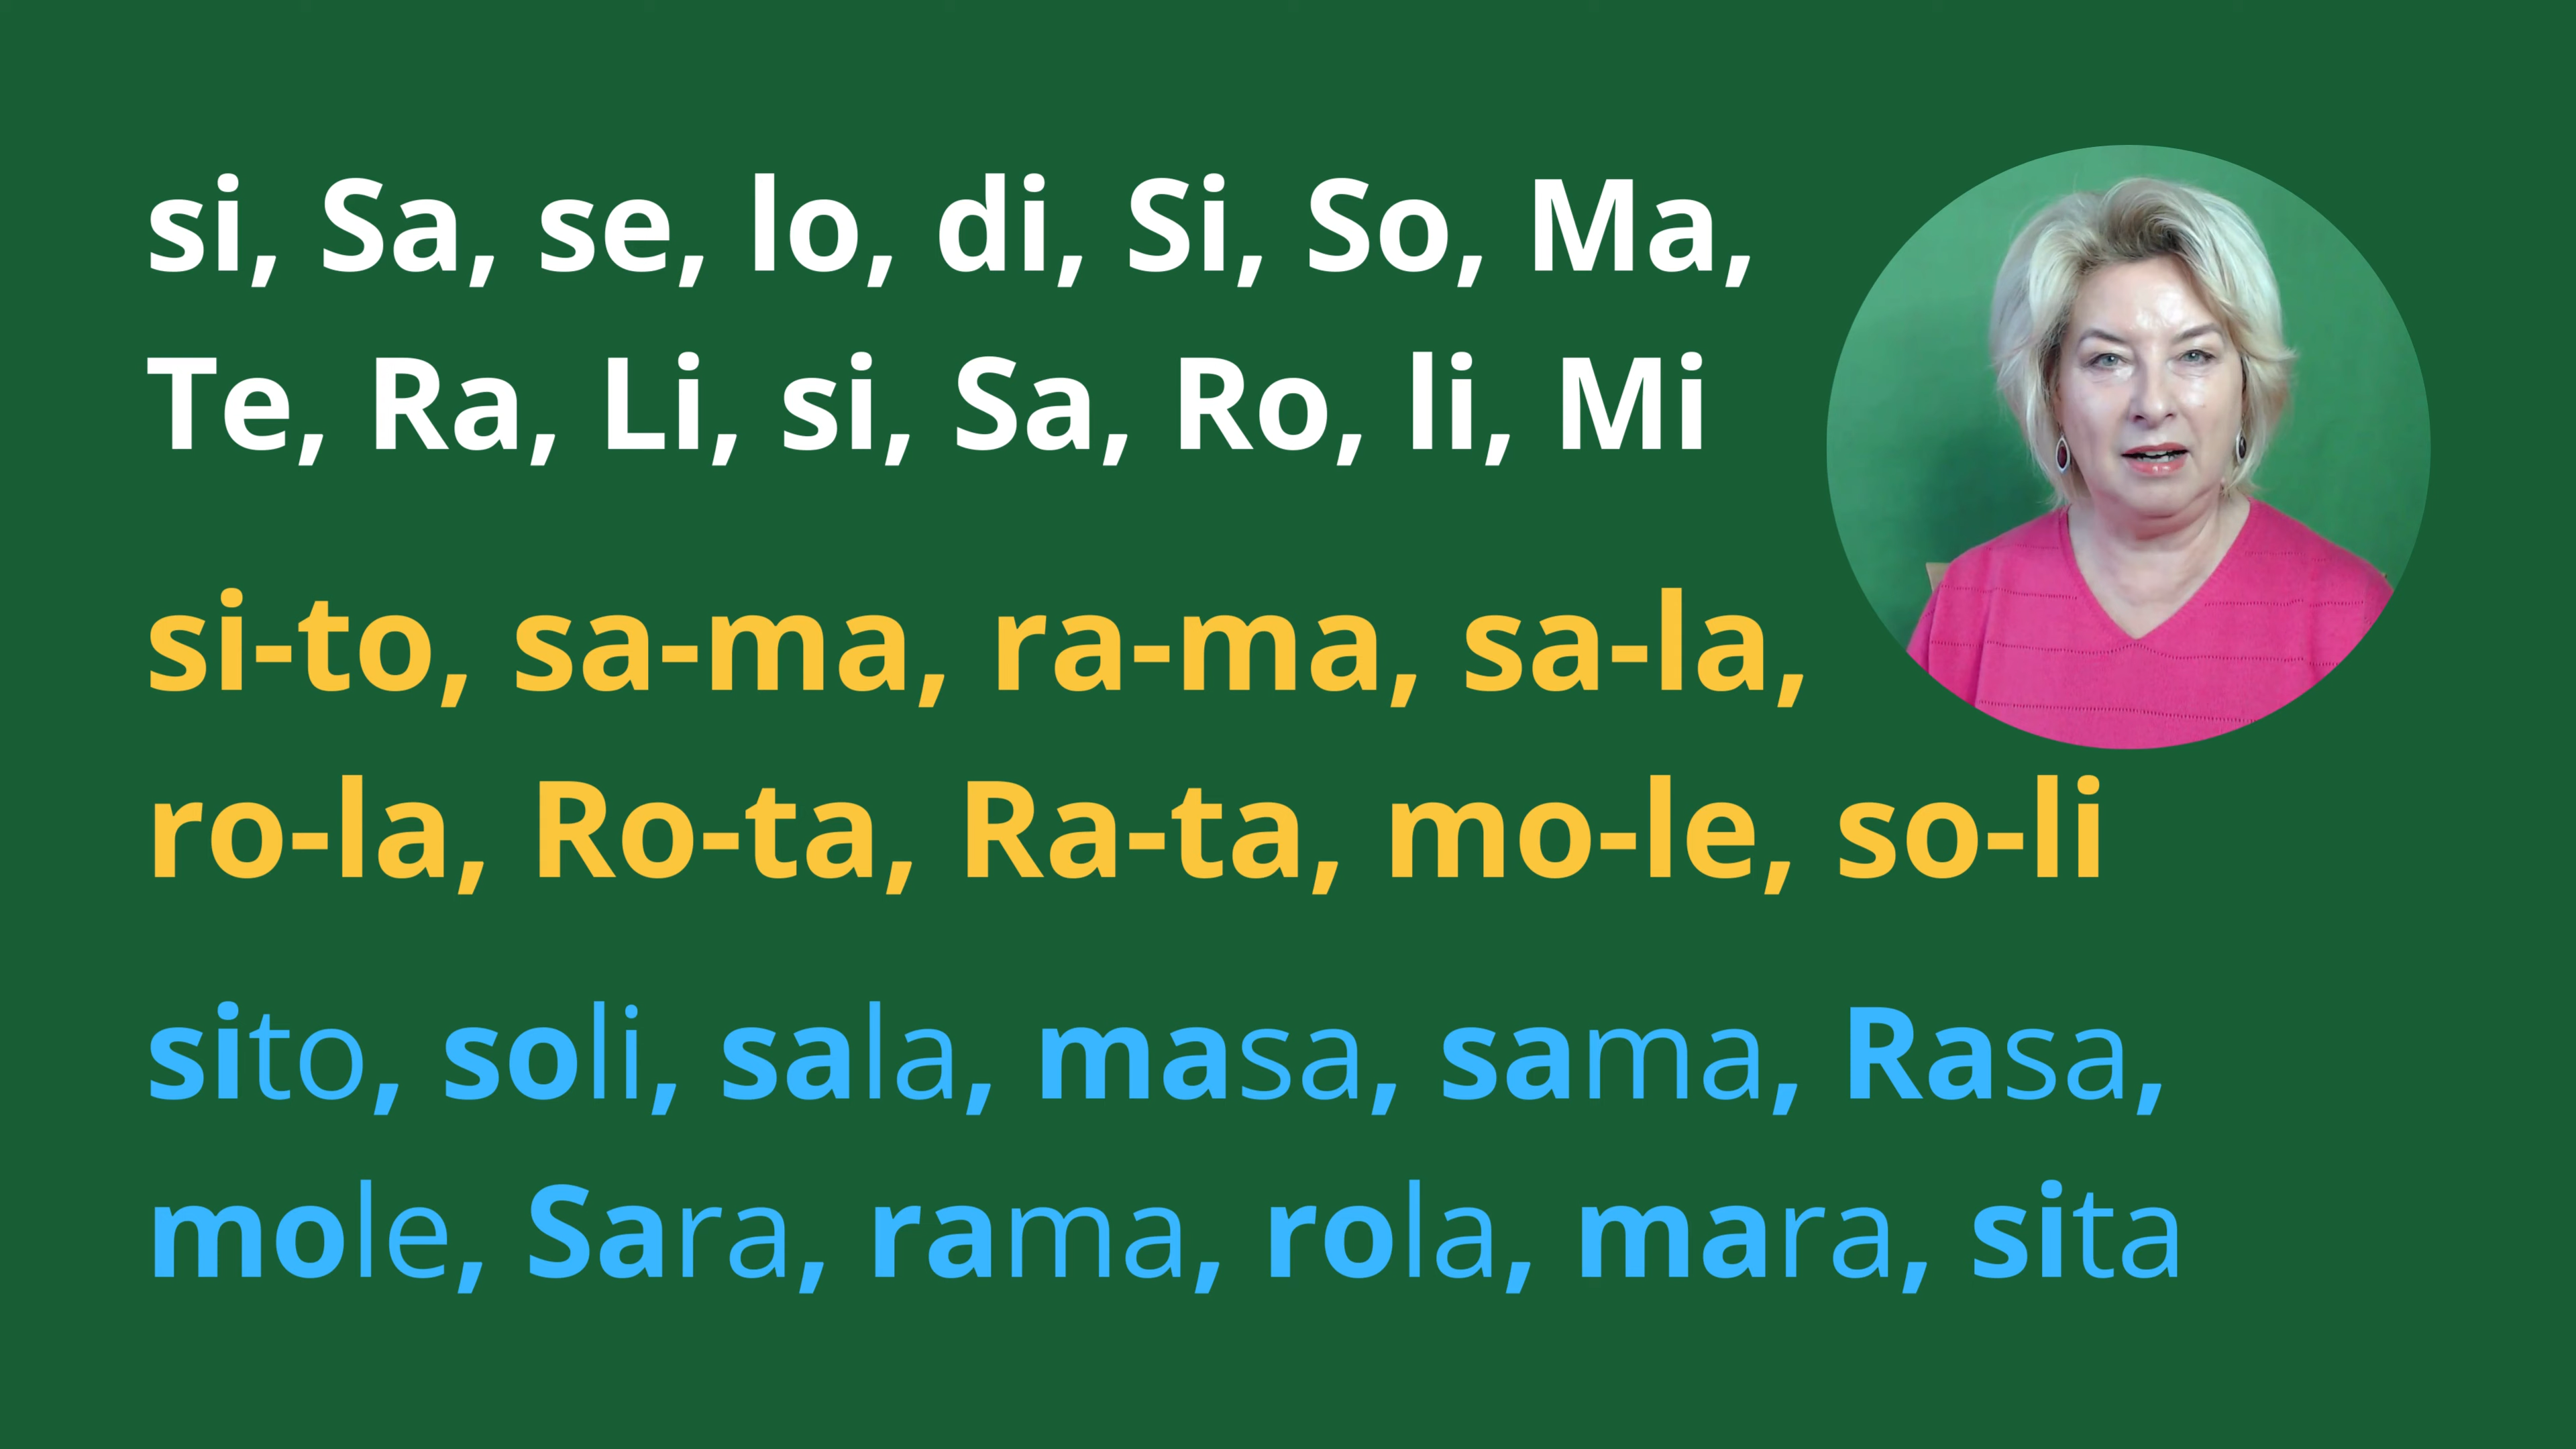 si, Sa, se, lo, di, Si, So, Ma,
Te, Ra, Li, si, Sa, Ro, li, Mi
si-to, sa-ma, ra-ma, sa-la,
ro-la, Ro-ta, Ra-ta, mo-le, so-li
sito, soli, sala, masa, sama, Rasa,
mole, Sara, rama, rola, mara, sita